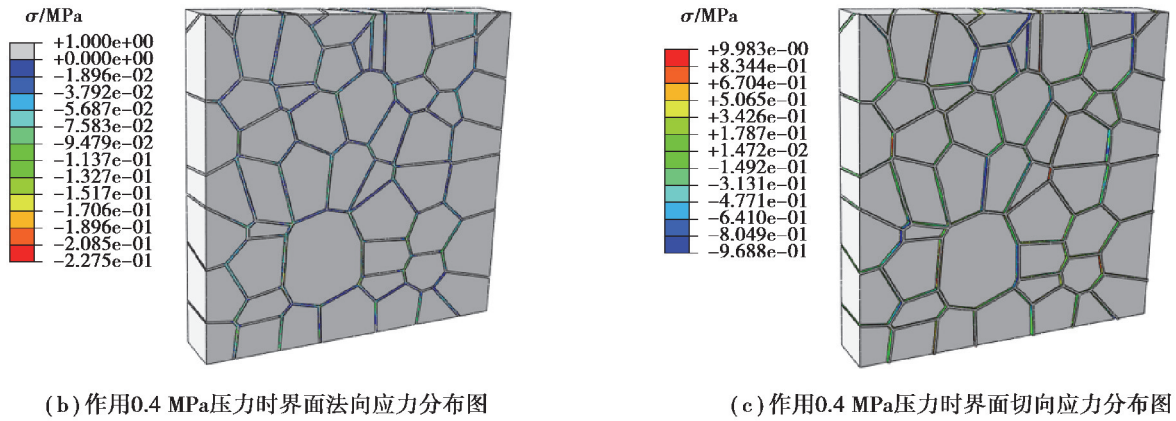 σ/MPa
+1.000e+00
+0.000e+00
−1.896e−02
−3.792e−02
−5.687e−02
−7.583e−02
−9.479e−02
−1.137e−01
−1.327e−01
−1.517e−01
−1.706e−01
−1.896e−01
−2.085e−01
−2.275e−01
(b)作用0.4 MPa压力时界面法向应力分布图
σ/MPa
+9.983e−00
+8.344e−01
+6.704e−01
+5.065e−01
+3.426e−01
+1.787e−01
+1.472e−02
−1.492e−01
−3.131e−01
−4.771e−01
−6.410e−01
−8.049e−01
−9.688e−01
(c)作用0.4 MPa压力时界面切向应力分布图